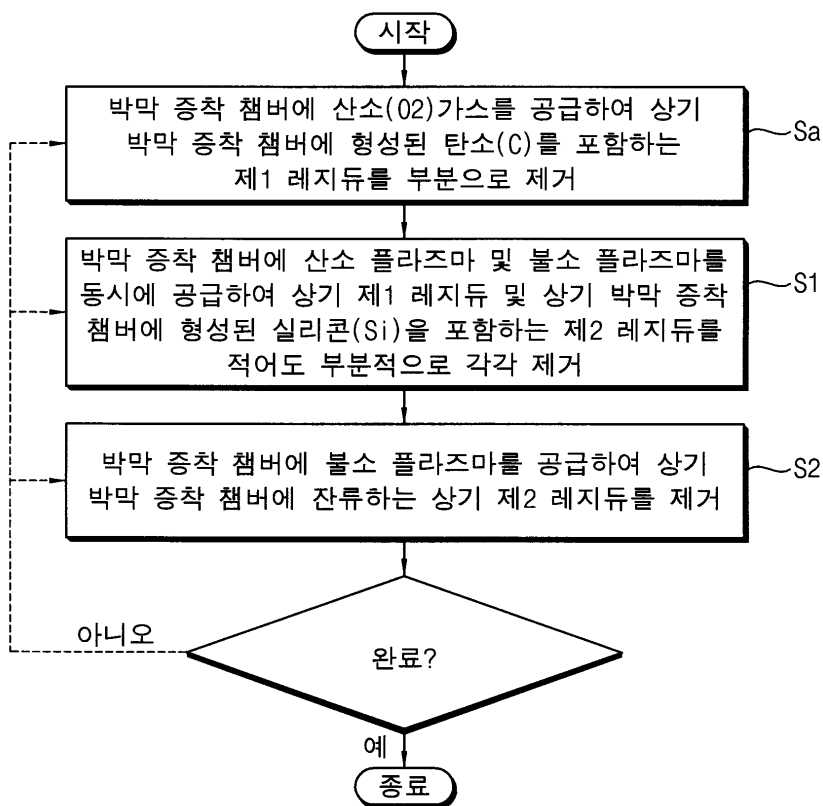 시작
박막 증착 챔버에 산소(O2)가스를 공급하여 상기
박막 증착 챔버에 형성된 탄소(C)를 포함하는
제1 레지듀를 부분으로 제거
Sa
박막 증착 챔버에 산소 플라즈마 및 불소 플라즈마를
동시에 공급하여 상기 제1 레지듀 및 상기 박막 증착
챔버에 형성된 실리콘(Si)을 포함하는 제2 레지듀를
적어도 부분적으로 각각 제거
S1
박막 증착 챔버에 불소 플라즈마를 공급하여 상기
박막 증착 챔버에 잔류하는 상기 제2 레지듀를 제거
S2
아니오
완료?
예
종료